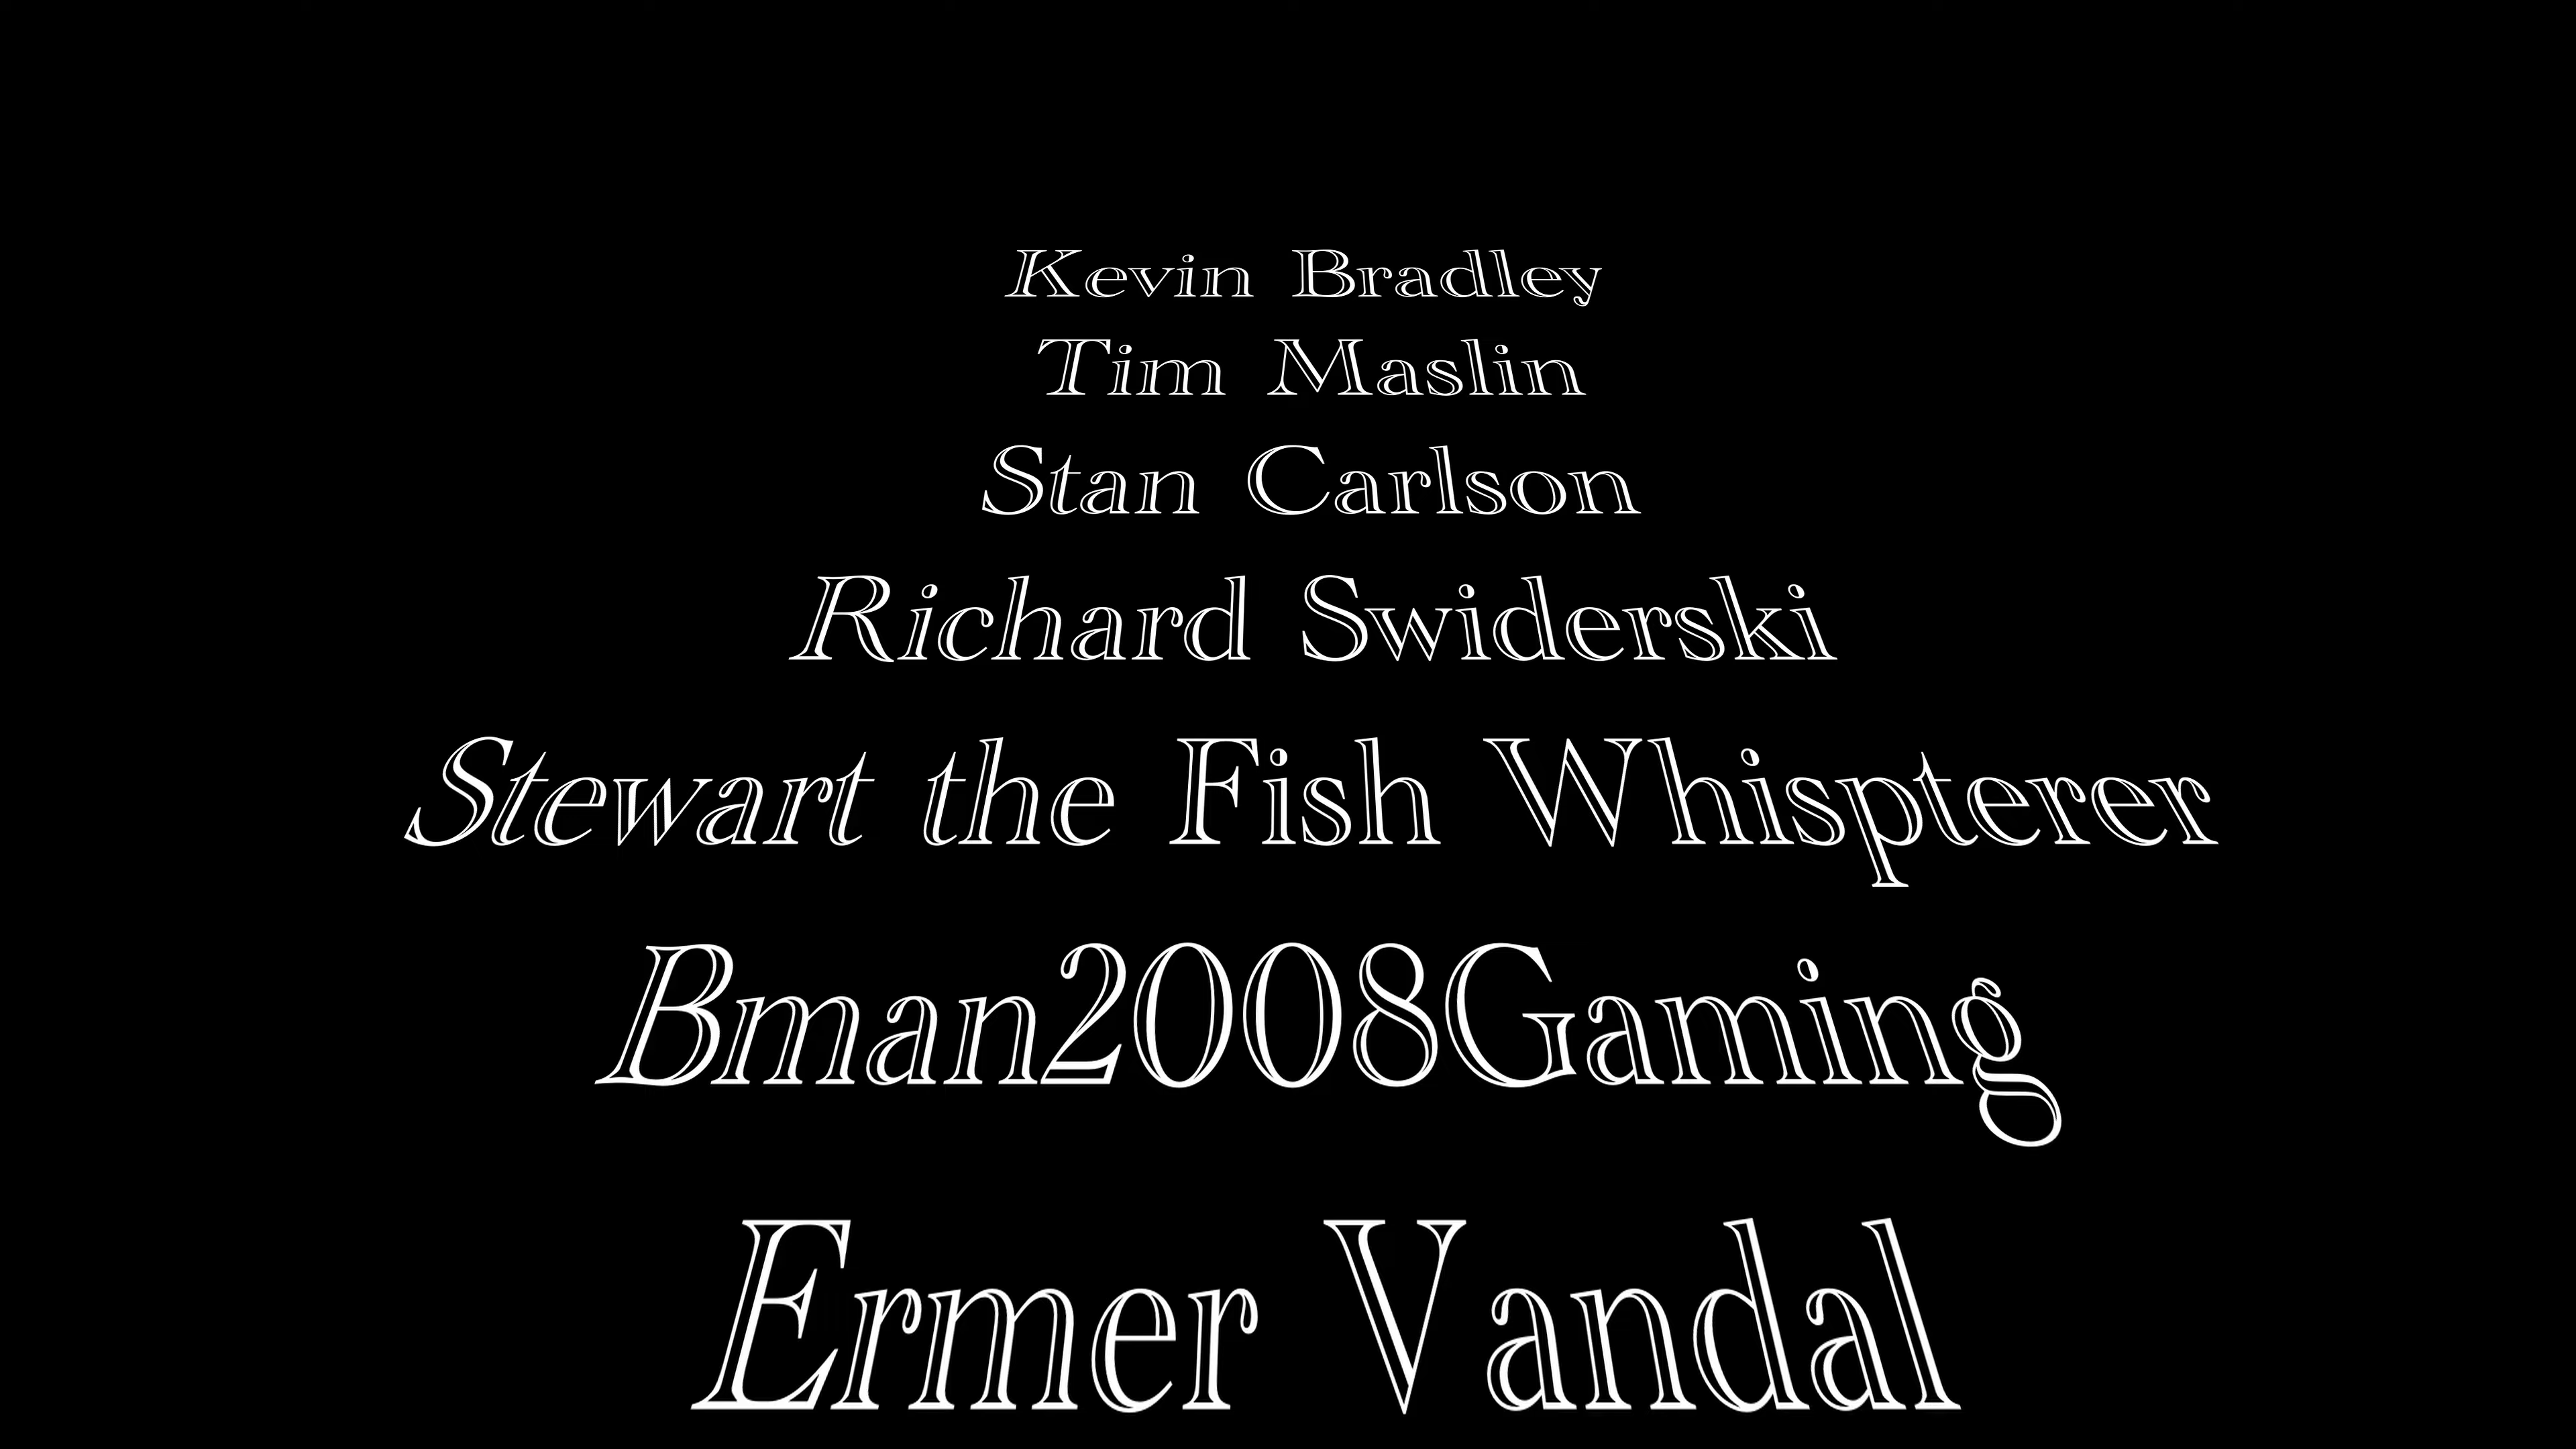 Kevin Bradley
Tim Maslin
Stan Carlson
Richard Swiderski
Stewart the Fish Whispterer
Bman2008Gaming
Ermer Vandal